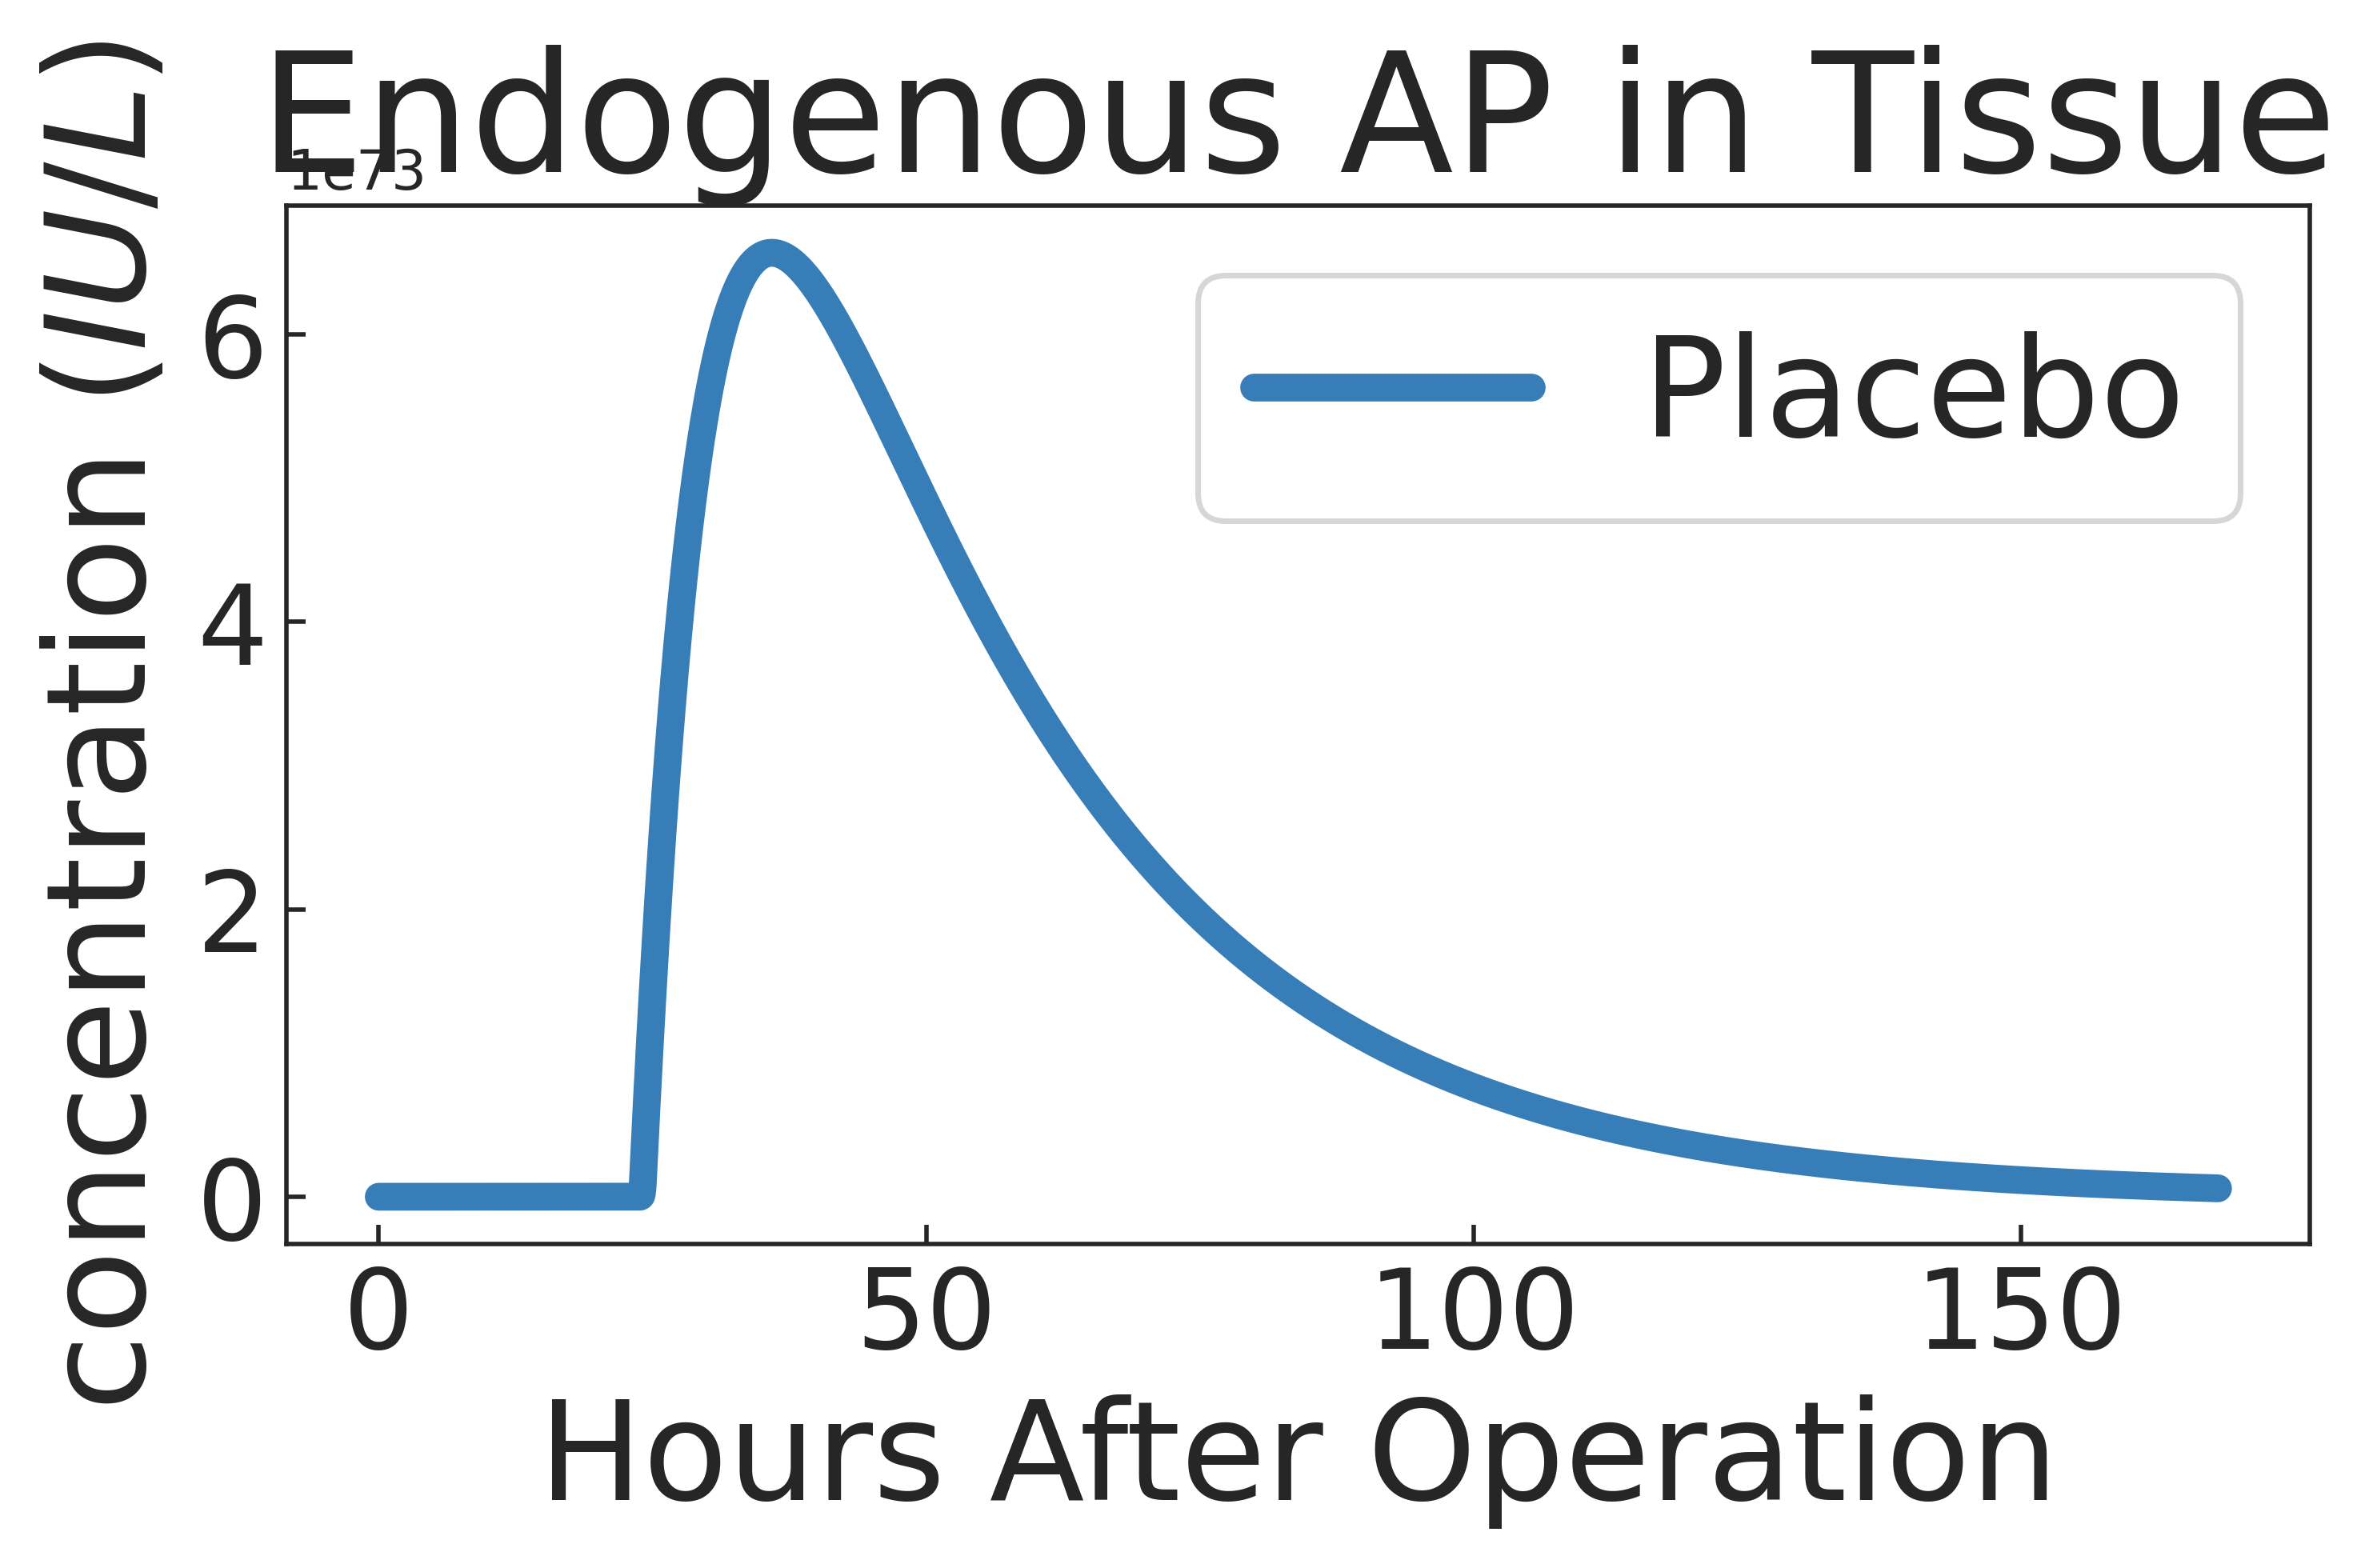 Endogenous AP in Tissue
1e73
concentration (IU/L)
6
4
2
0
Placebo
0 50 100 150
Hours After Operation